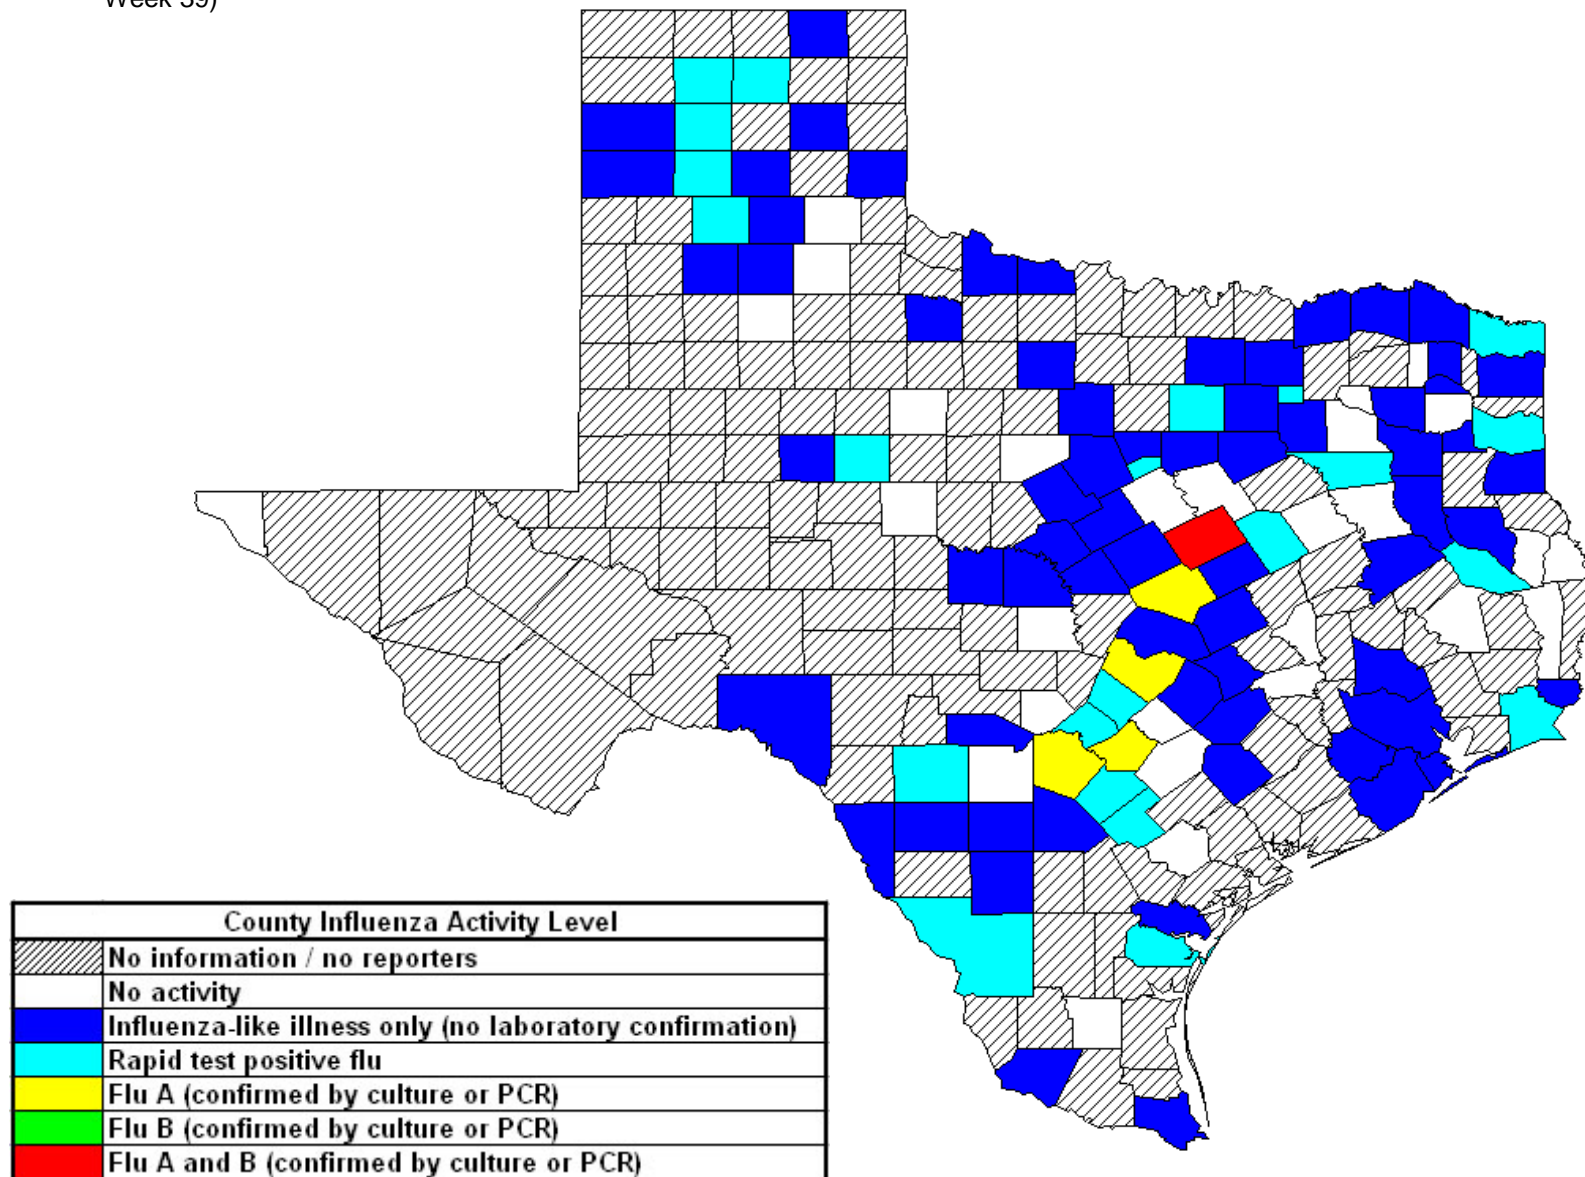 Week 39)
County Influenza Activity Level
No information / no reporters
No activity
Influenza-like illness only (no laboratory confirmation)
Rapid test positive flu
Flu A (confirmed by culture or PCR)
Flu B (confirmed by culture or PCR)
Flu A and B (confirmed by culture or PCR)